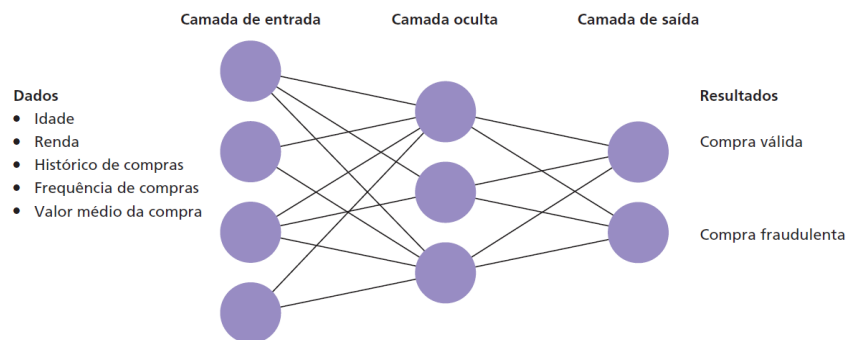 Camada de entrada
Camada oculta
Camada de saída
Dados
• Idade
• Renda
• Histórico de compras
• Frequência de compras
• Valor médio da compra
Resultados
Compra válida
Compra fraudulenta